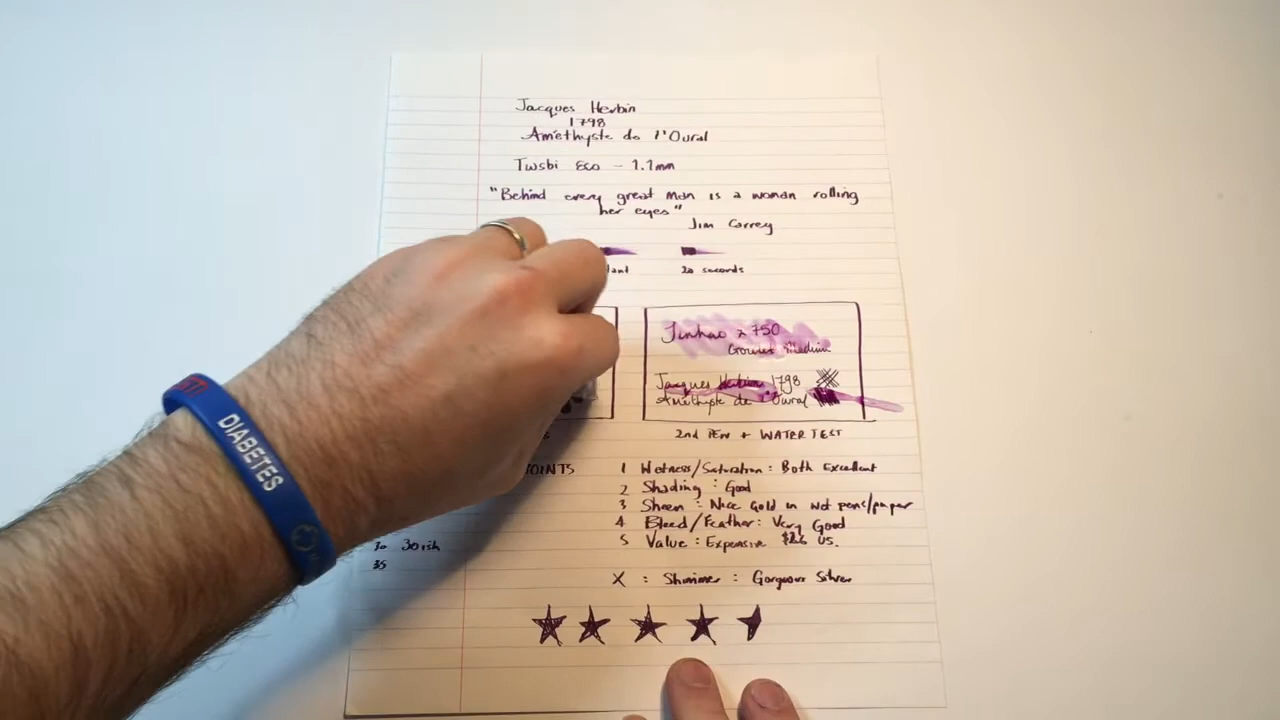 Jacques Herbin
1798
Améthyste de l'Oural
Twsbi Eco - 1.1mm
"Behind every great man is a woman rolling
her eyes"
Jim Carrey
20 seconds
Jinhao x 750
Medium
Jacques Herbin 1798
Améthyste de l'Oural
2nd PEN + WATER TEST
DIABETES
1 Wetness/Saturation : Both Excellent
2 Shading : Good
3 Sheen : Nice Gold in wet pens/paper
4 Bleed/Feather : Very Good
5 Value : Expensive $26 US.
30 30ish
35
X : Shimmer : Gorgeous Silver